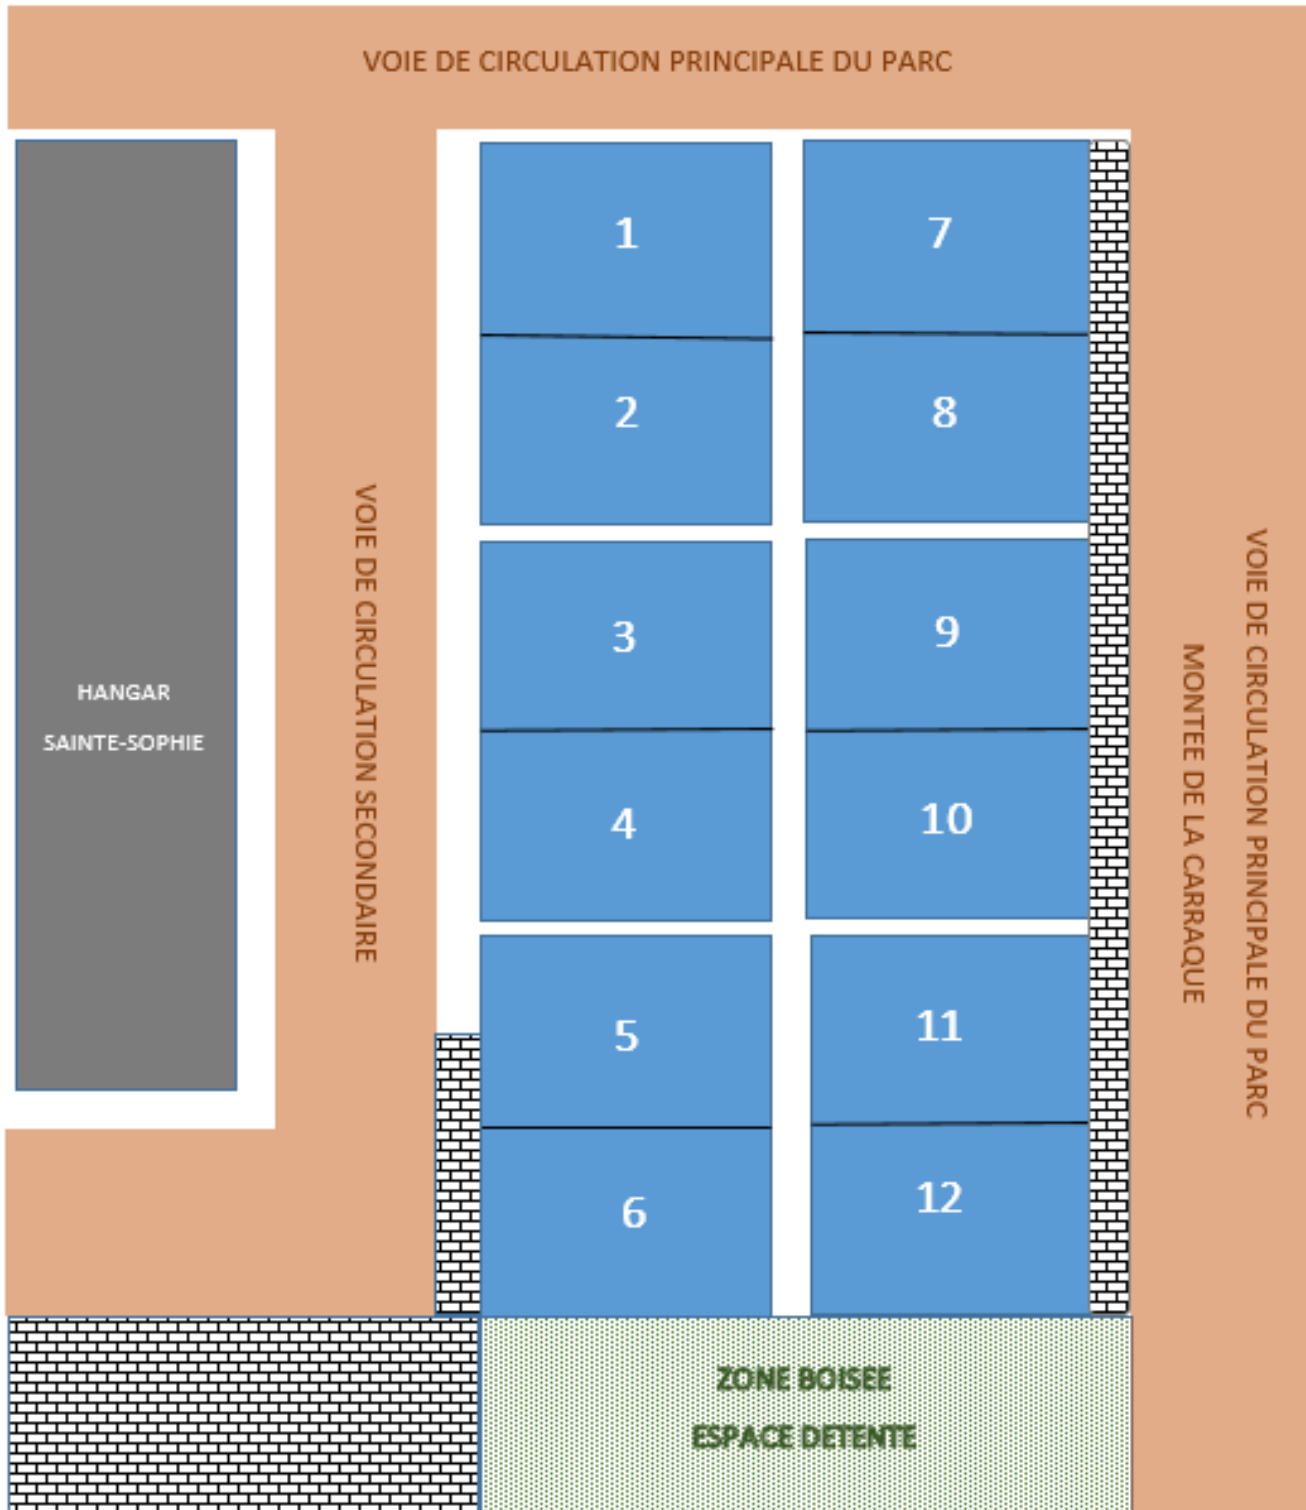 VOIE DE CIRCULATION PRINCIPALE DU PARC
1
7
2
8
3
9
4
10
5
11
6
12
HANGAR
SAINTE-SOPHIE
VOIE DE CIRCULATION SECONDAIRE
MONTEE DE LA CARRAQUE
VOIE DE CIRCULATION PRINCIPALE DU PARC
ZONE BOISEE
ESPACE DETENTE